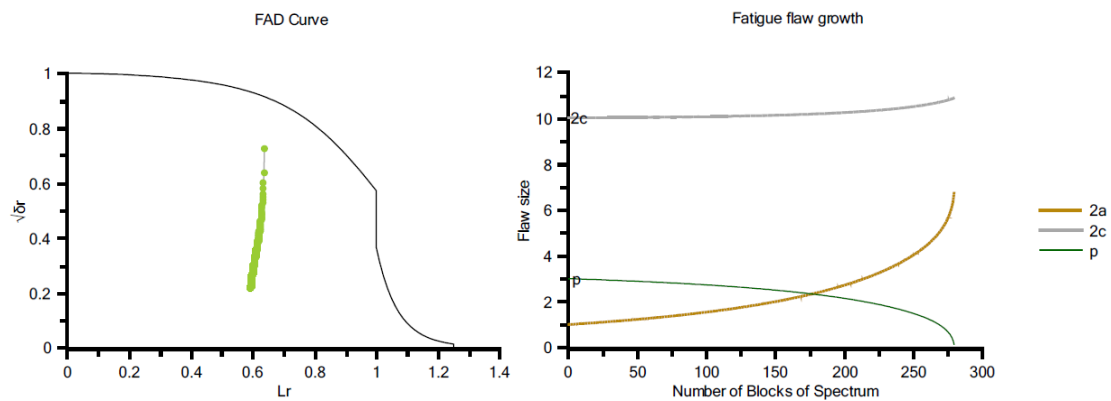 FAD Curve
1
0.8
0.6
0.4
0.2
0
√δr
0 0.2 0.4 0.6 0.8 1 1.2 1.4
Lr
Fatigue flaw growth
12
10
8
6
4
2
0
Flaw size
2c
p
0 50 100 150 200 250 300
Number of Blocks of Spectrum
2a
2c
p